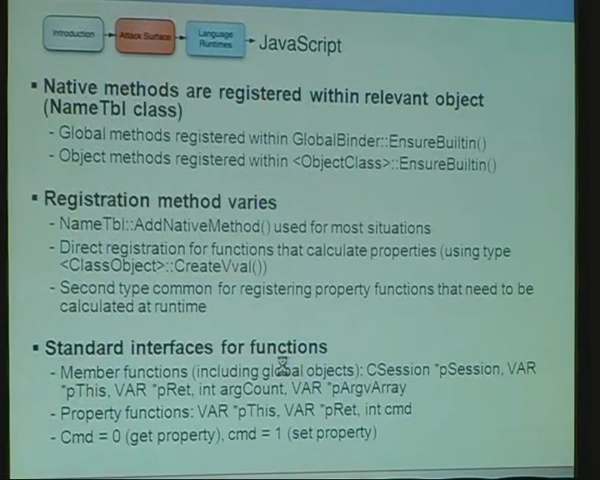 Introduction
Attack Surface
Language
Runtimes
JavaScript
▪ Native methods are registered within relevant object
(NameTbl class)
- Global methods registered within GlobalBinder::EnsureBuiltin()
- Object methods registered within <ObjectClass>::EnsureBuiltin()
▪ Registration method varies
- NameTbl::AddNativeMethod() used for most situations
- Direct registration for functions that calculate properties (using type
<ClassObject>::CreateVval())
- Second type common for registering property functions that need to be
calculated at runtime
▪ Standard interfaces for functions
- Member functions (including global objects): CSession *pSession, VAR
*pThis, VAR *pRet, int argCount, VAR *pArgvArray
- Property functions: VAR *pThis, VAR *pRet, int cmd
- Cmd = 0 (get property), cmd = 1 (set property)